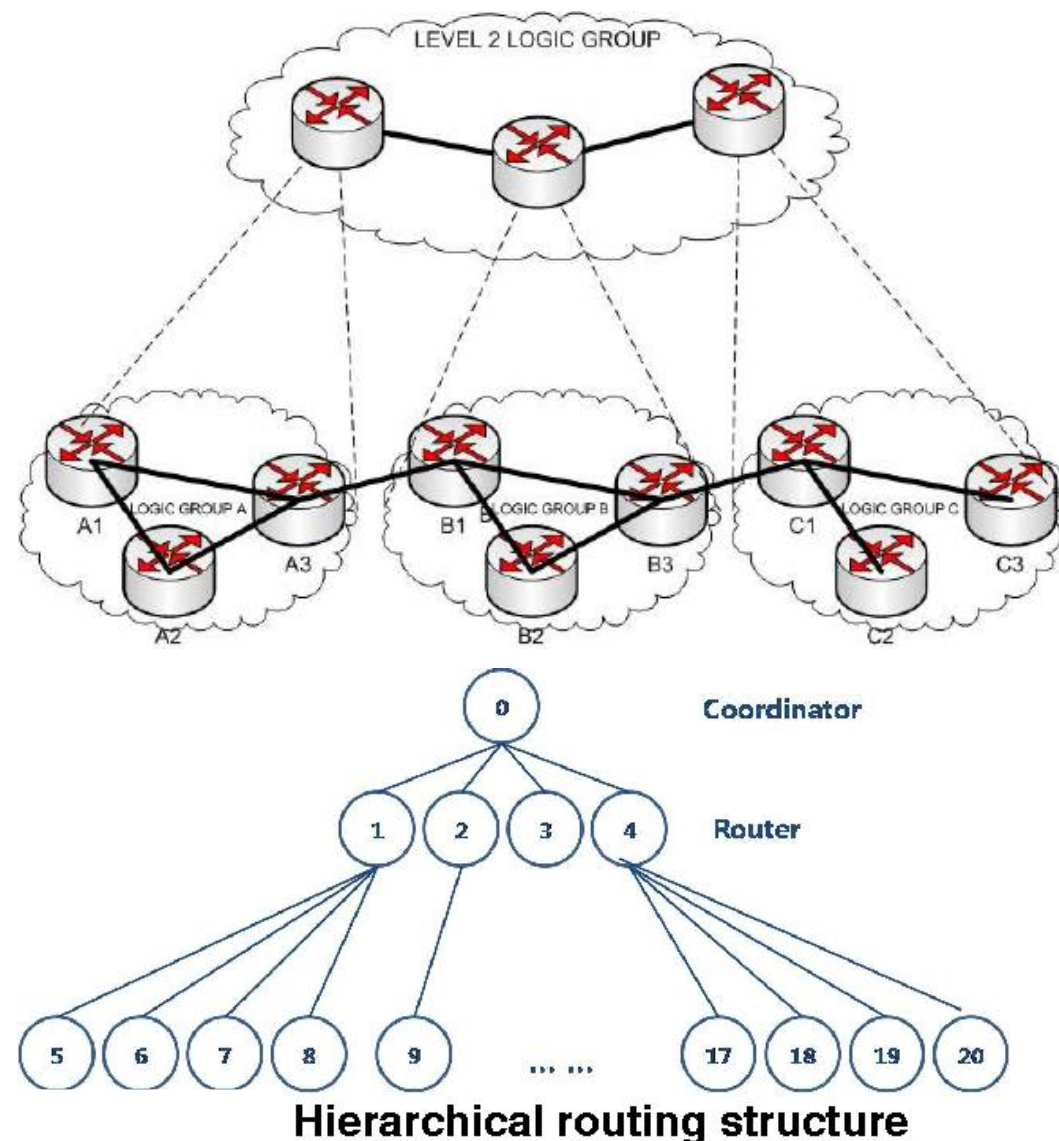 LEVEL 2 LOGIC GROUP
LOGIC GROUP A
A1
A2
A3
B
LOGIC GROUP B
B1
B2
B3
LOGIC GROUP C
C1
C2
C3
0 Coordinator
1 2 3 4 Router
5 6 7 8 9 ... ... 17 18 19 20
Hierarchical routing structure